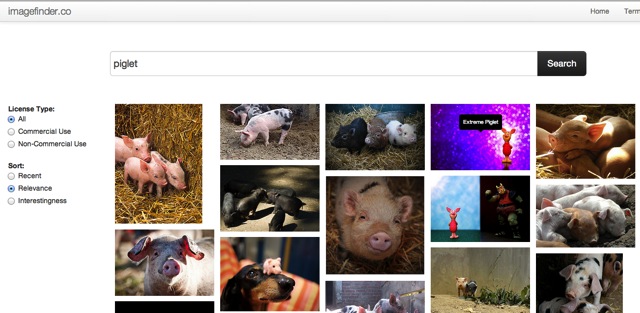 imagefinder.co
Home
Term
piglet
Search
License Type:
All
Commercial Use
Non-Commercial Use
Sort:
Recent
Relevance
Interestingness
Extreme Piglet